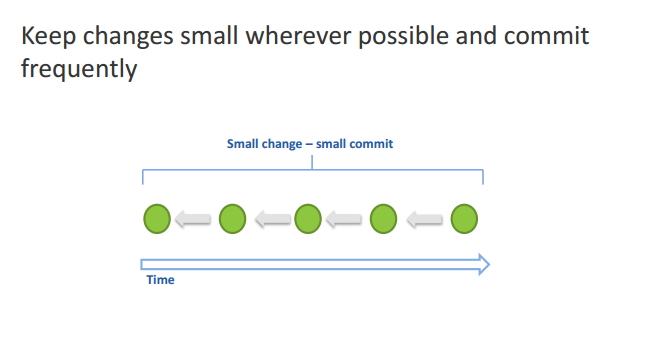 Keep changes small wherever possible and commit
frequently
Small change – small commit
Time